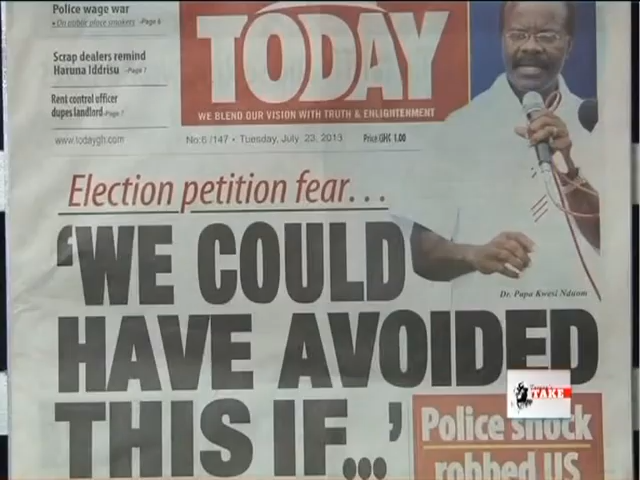 Police wage war
On public place smokers -Page 6
Scrap dealers remind
Haruna Iddrisu -Page 7
Rent control officer
dupes landlord -Page 7
www.todaygh.com
TODAY
WE BLEND OUR VISION WITH TRUTH & ENLIGHTENMENT
No:6 /147 • Tuesday, July 23, 2013 Price GH¢ 1.00
Election petition fear...
'WE COULD
HAVE AVOIDED
THIS IF...'
Dr. Papa Kwesi Nduom
TAKE
Police shock
robbed US